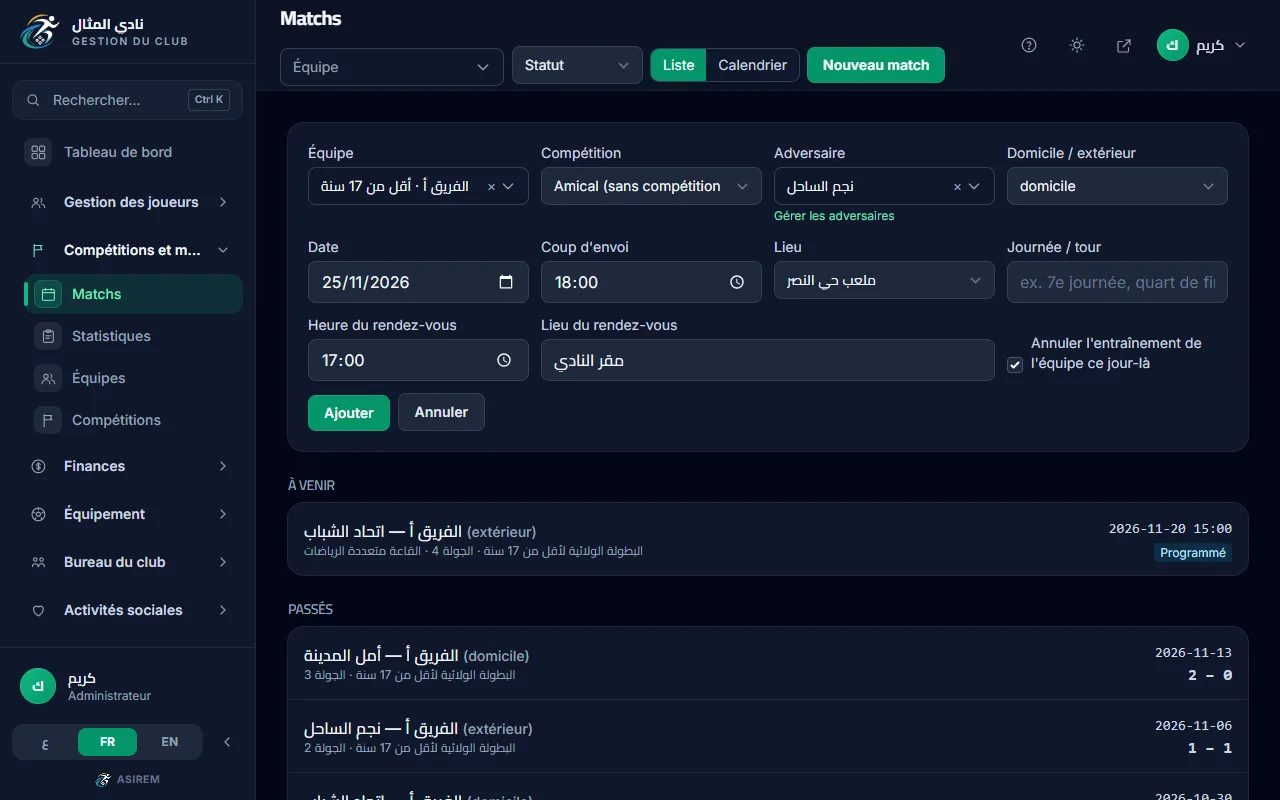 نادي المثال
GESTION DU CLUB
Rechercher...
Ctrl K
Tableau de bord
Gestion des joueurs
Compétitions et m...
Matchs
Statistiques
Équipes
Compétitions
Finances
Équipement
Bureau du club
Activités sociales
ك
كريم
Administrateur
ع
FR
EN
ASIREM
Matchs
Équipe
Statut
Liste
Calendrier
Nouveau match
ك
كريم
Équipe
الفريق أ · أقل من 17 سنة
Compétition
Amical (sans compétition
Adversaire
نجم الساحل
Gérer les adversaires
Domicile / extérieur
domicile
Date
25/11/2026
Coup d'envoi
18:00
Lieu
ملعب حي النصر
Journée / tour
ex. 7e journée, quart de fi
Heure du rendez-vous
17:00
Lieu du rendez-vous
مقر النادي
Annuler l'entraînement de
l'équipe ce jour-là
Ajouter
Annuler
À VENIR
الفريق أ — اتحاد الشباب (extérieur)
البطولة الولائية لأقل من 17 سنة · الجولة 4 · القاعة متعددة الرياضات
2026-11-20 15:00
Programmé
PASSÉS
الفريق أ — أمل المدينة (domicile)
البطولة الولائية لأقل من 17 سنة · الجولة 3
2026-11-13
2 – 0
الفريق أ — نجم الساحل (extérieur)
البطولة الولائية لأقل من 17 سنة · الجولة 2
2026-11-06
1 – 1
الفريق أ — اتحاد الشباب (domicile)
2026-10-30